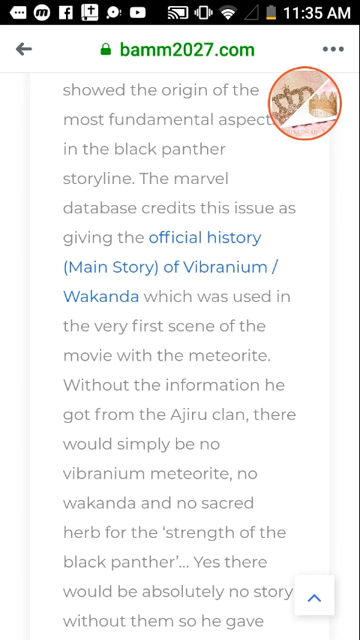 11:35 AM
bamm2027.com
showed the origin of the
most fundamental aspect
in the black panther
storyline. The marvel
database credits this issue as
giving the official history
(Main Story) of Vibranium /
Wakanda which was used in
the very first scene of the
movie with the meteorite.
Without the information he
got from the Ajiru clan, there
would simply be no
vibranium meteorite, no
wakanda and no sacred
herb for the ‘strength of the
black panther’... Yes there
would be absolutely no story
without them so he gave